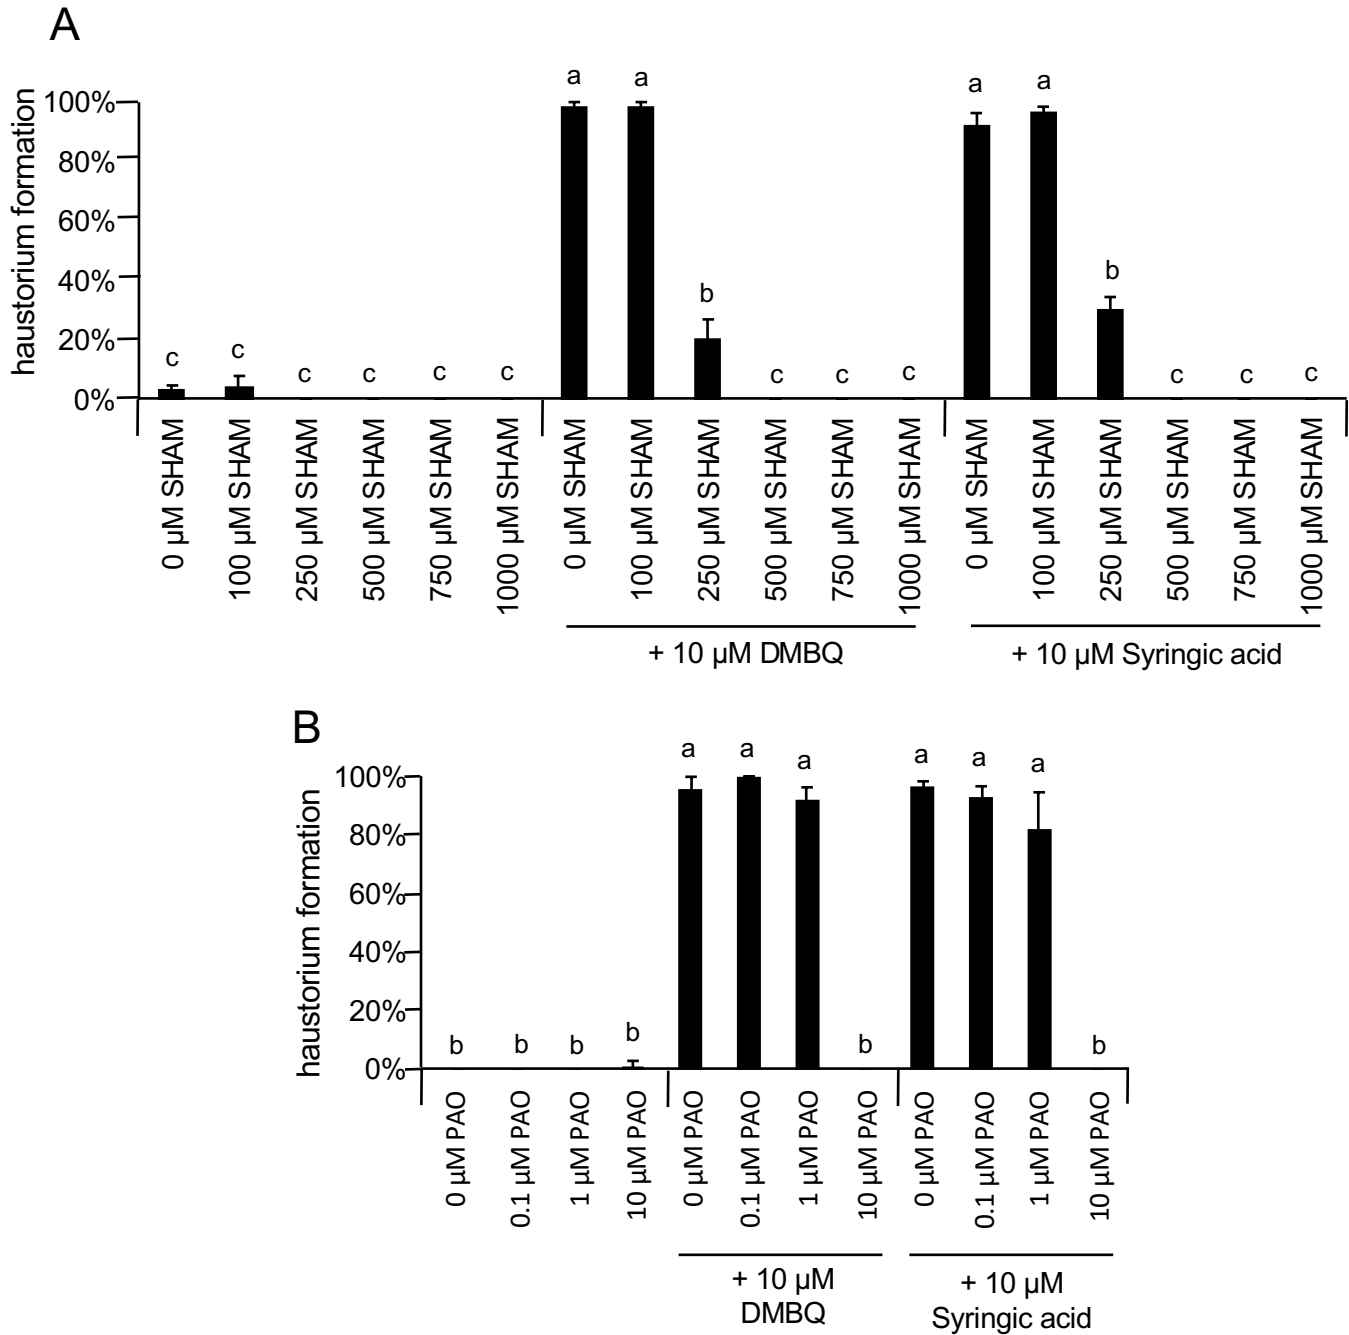 A
haustorium formation
100%
80%
60%
40%
20%
0%
c
c
c
c
c
c
a
a
b
c
c
c
a
a
b
c
c
c
0 µM SHAM
100 µM SHAM
250 µM SHAM
500 µM SHAM
750 µM SHAM
1000 µM SHAM
0 µM SHAM
100 µM SHAM
250 µM SHAM
500 µM SHAM
750 µM SHAM
1000 µM SHAM
0 µM SHAM
100 µM SHAM
250 µM SHAM
500 µM SHAM
750 µM SHAM
1000 µM SHAM
+ 10 µM DMBQ
+ 10 µM Syringic acid
B
haustorium formation
100%
80%
60%
40%
20%
0%
b
b
b
b
a
a
a
b
a
a
a
b
0 µM PAO
0.1 µM PAO
1 µM PAO
10 µM PAO
0 µM PAO
0.1 µM PAO
1 µM PAO
10 µM PAO
0 µM PAO
0.1 µM PAO
1 µM PAO
10 µM PAO
+ 10 µM
DMBQ
+ 10 µM
Syringic acid